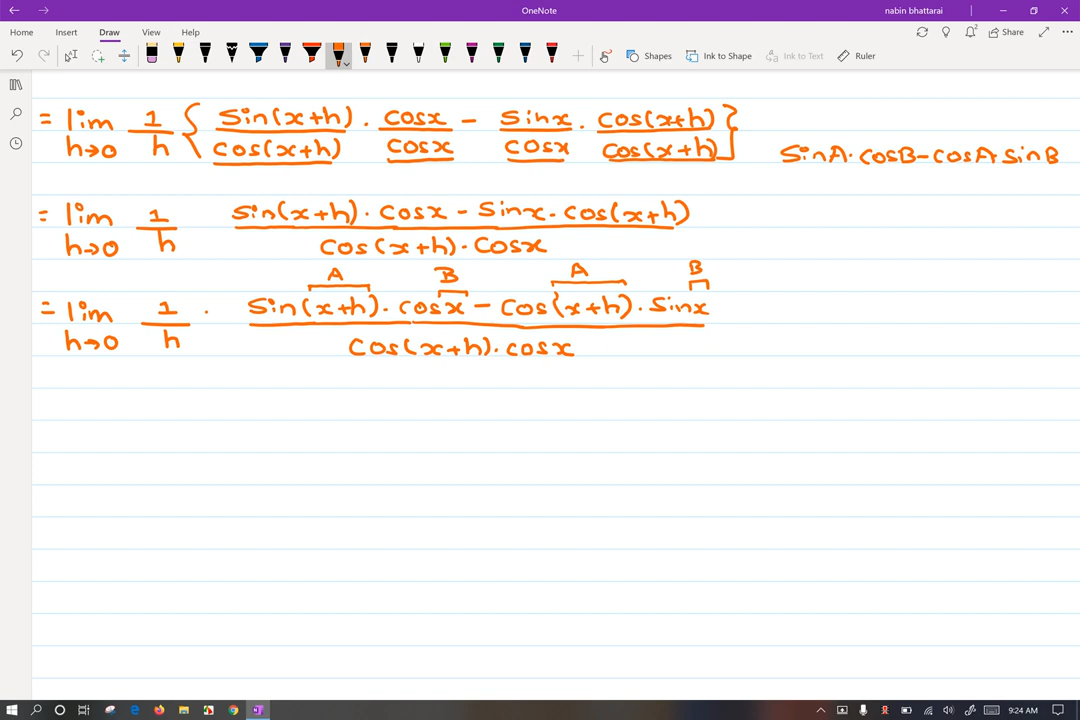 OneNote
nabin bhattarai
Home Insert Draw View Help
Share
Shapes Ink to Shape Ink to Text Ruler
= lim h→0 1/h { sin(x+h)/cos(x+h) · cosx/cosx − sinx/cosx · cos(x+h)/cos(x+h) }
sinA·cosB−cosA sinB
= lim h→0 1/h sin(x+h)·cosx − sinx·cos(x+h) / cos(x+h)·cosx
A B A B
= lim h→0 1/h · sin(x+h)·cosx − cos(x+h)·sinx / cos(x+h)·cosx
9:24 AM